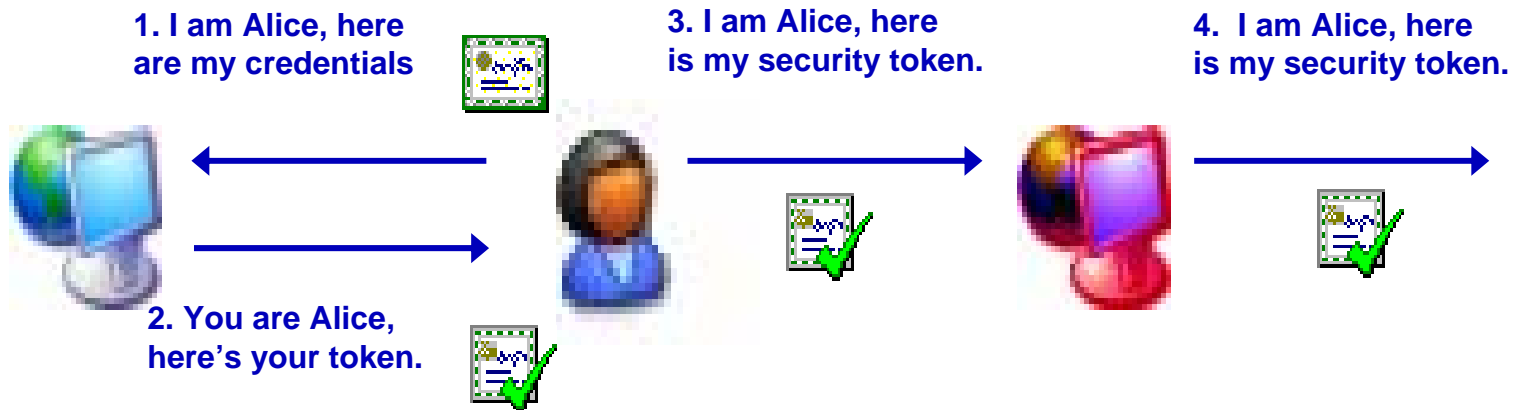 1. I am Alice, here
are my credentials
2. You are Alice,
here’s your token.
3. I am Alice, here
is my security token.
4.  I am Alice, here
is my security token.